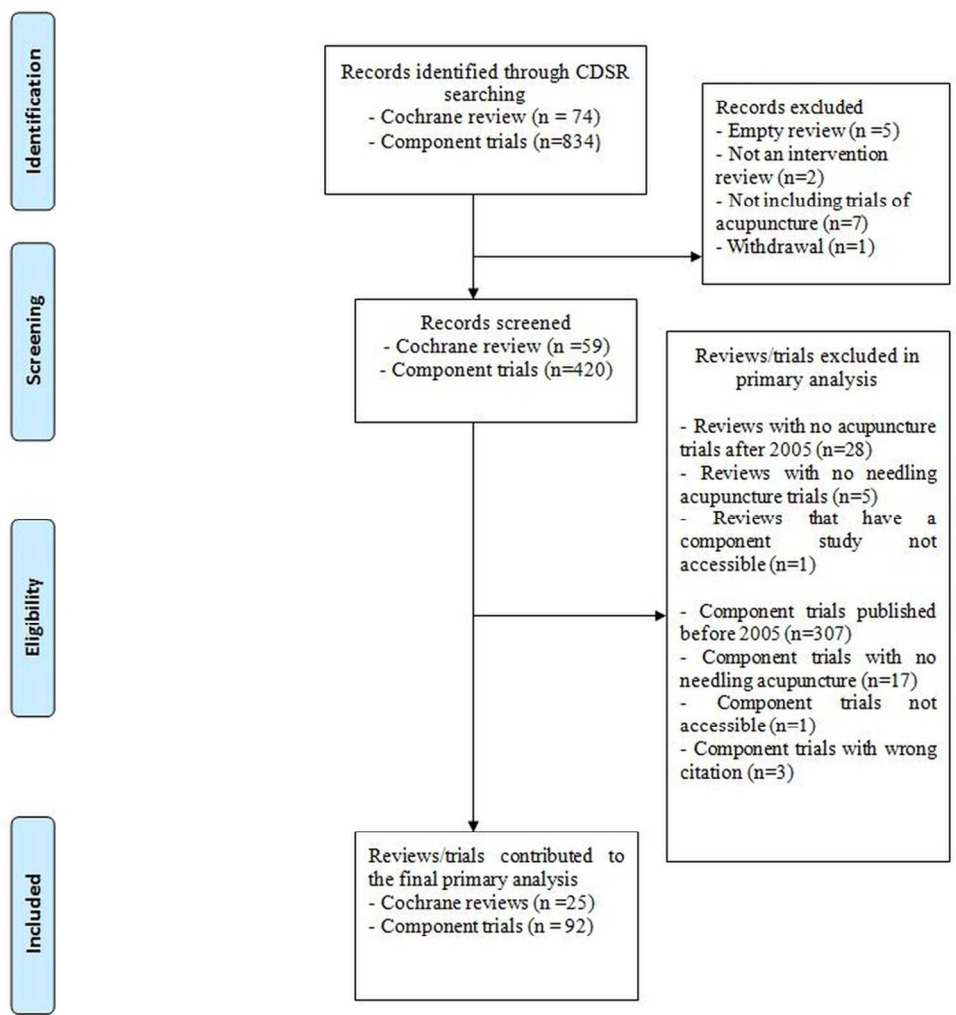 Identification
Records identified through CDSR
searching
- Cochrane review (n = 74)
- Component trials (n=834)
Records excluded
- Empty review (n =5)
- Not an intervention
review (n=2)
- Not including trials of
acupuncture (n=7)
- Withdrawal (n=1)
Screening
Records screened
- Cochrane review (n =59)
- Component trials (n=420)
Reviews/trials excluded in
primary analysis
- Reviews with no acupuncture
trials after 2005 (n=28)
- Reviews with no needling
acupuncture trials (n=5)
- Reviews that have a
component study not
accessible (n=1)
- Component trials published
before 2005 (n=307)
- Component trials with no
needling acupuncture (n=17)
- Component trials not
accessible (n=1)
- Component trials with wrong
citation (n=3)
Eligibility
Included
Reviews/trials contributed to
the final primary analysis
- Cochrane reviews (n =25)
- Component trials (n = 92)